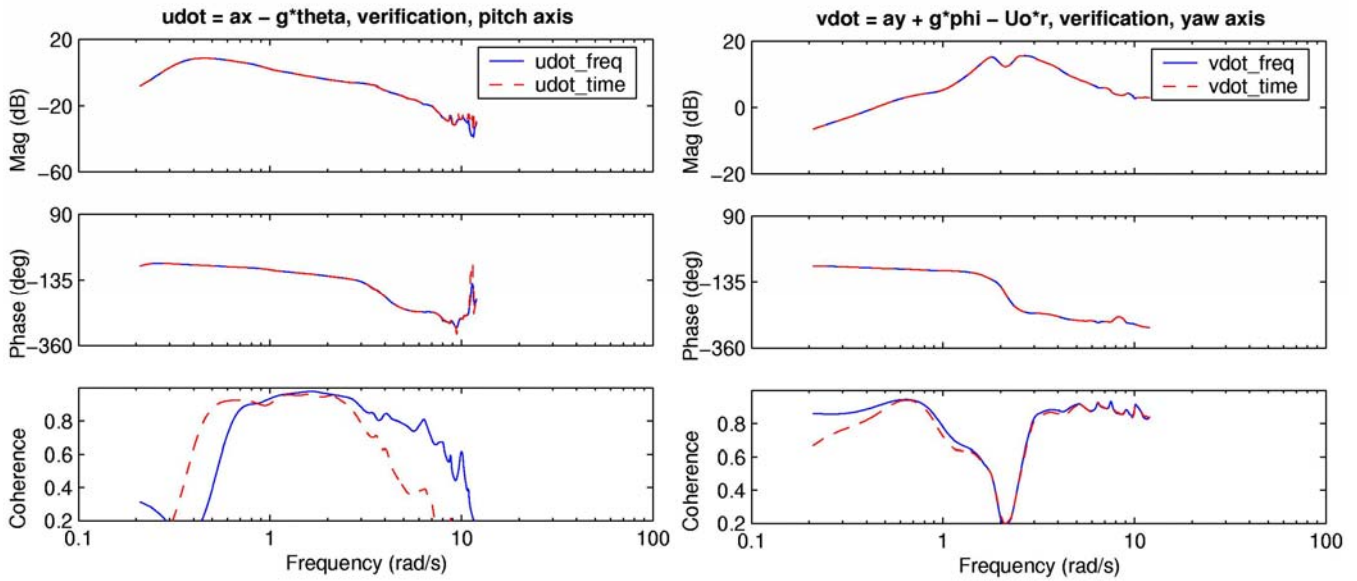 udot = ax − g*theta, verification, pitch axis
20
−20
−60
Mag (dB)
udot_freq
udot_time
90
−135
−360
Phase (deg)
0.8
0.6
0.4
0.2
Coherence
0.1
1
10
100
Frequency (rad/s)
vdot = ay + g*phi − Uo*r, verification, yaw axis
20
0
−20
Mag (dB)
vdot_freq
vdot_time
90
−135
−360
Phase (deg)
0.8
0.6
0.4
0.2
Coherence
0.1
1
10
100
Frequency (rad/s)